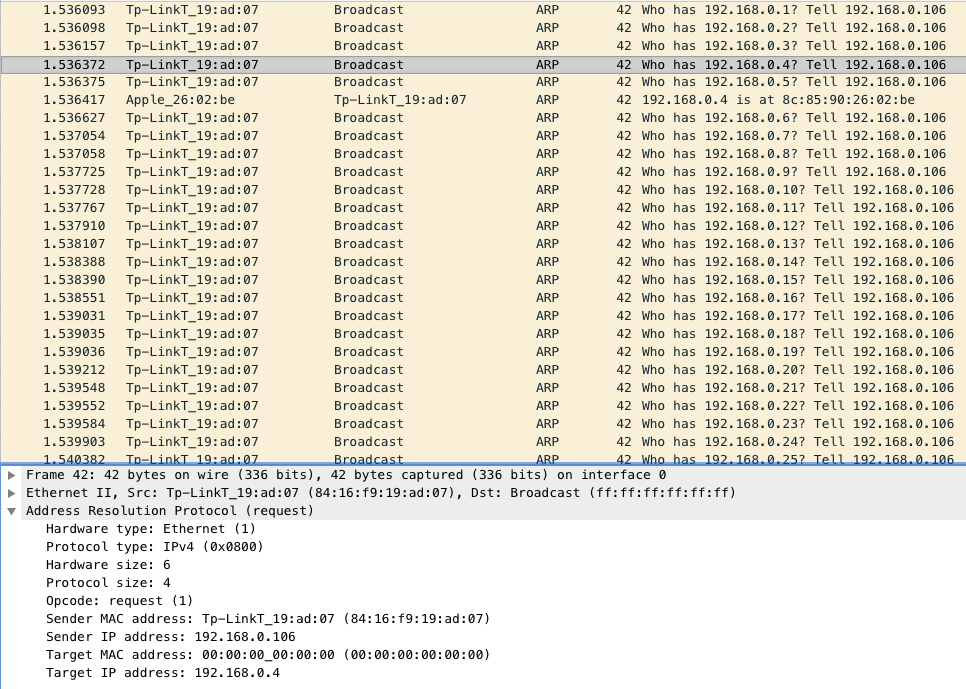 1.536093 Tp-LinkT_19:ad:07 Broadcast ARP 42 Who has 192.168.0.1? Tell 192.168.0.106
1.536098 Tp-LinkT_19:ad:07 Broadcast ARP 42 Who has 192.168.0.2? Tell 192.168.0.106
1.536157 Tp-LinkT_19:ad:07 Broadcast ARP 42 Who has 192.168.0.3? Tell 192.168.0.106
1.536372 Tp-LinkT_19:ad:07 Broadcast ARP 42 Who has 192.168.0.4? Tell 192.168.0.106
1.536375 Tp-LinkT_19:ad:07 Broadcast ARP 42 Who has 192.168.0.5? Tell 192.168.0.106
1.536417 Apple_26:02:be Tp-LinkT_19:ad:07 ARP 42 192.168.0.4 is at 8c:85:90:26:02:be
1.536627 Tp-LinkT_19:ad:07 Broadcast ARP 42 Who has 192.168.0.6? Tell 192.168.0.106
1.537054 Tp-LinkT_19:ad:07 Broadcast ARP 42 Who has 192.168.0.7? Tell 192.168.0.106
1.537058 Tp-LinkT_19:ad:07 Broadcast ARP 42 Who has 192.168.0.8? Tell 192.168.0.106
1.537725 Tp-LinkT_19:ad:07 Broadcast ARP 42 Who has 192.168.0.9? Tell 192.168.0.106
1.537728 Tp-LinkT_19:ad:07 Broadcast ARP 42 Who has 192.168.0.10? Tell 192.168.0.106
1.537767 Tp-LinkT_19:ad:07 Broadcast ARP 42 Who has 192.168.0.11? Tell 192.168.0.106
1.537910 Tp-LinkT_19:ad:07 Broadcast ARP 42 Who has 192.168.0.12? Tell 192.168.0.106
1.538107 Tp-LinkT_19:ad:07 Broadcast ARP 42 Who has 192.168.0.13? Tell 192.168.0.106
1.538388 Tp-LinkT_19:ad:07 Broadcast ARP 42 Who has 192.168.0.14? Tell 192.168.0.106
1.538390 Tp-LinkT_19:ad:07 Broadcast ARP 42 Who has 192.168.0.15? Tell 192.168.0.106
1.538551 Tp-LinkT_19:ad:07 Broadcast ARP 42 Who has 192.168.0.16? Tell 192.168.0.106
1.539031 Tp-LinkT_19:ad:07 Broadcast ARP 42 Who has 192.168.0.17? Tell 192.168.0.106
1.539035 Tp-LinkT_19:ad:07 Broadcast ARP 42 Who has 192.168.0.18? Tell 192.168.0.106
1.539036 Tp-LinkT_19:ad:07 Broadcast ARP 42 Who has 192.168.0.19? Tell 192.168.0.106
1.539212 Tp-LinkT_19:ad:07 Broadcast ARP 42 Who has 192.168.0.20? Tell 192.168.0.106
1.539548 Tp-LinkT_19:ad:07 Broadcast ARP 42 Who has 192.168.0.21? Tell 192.168.0.106
1.539552 Tp-LinkT_19:ad:07 Broadcast ARP 42 Who has 192.168.0.22? Tell 192.168.0.106
1.539584 Tp-LinkT_19:ad:07 Broadcast ARP 42 Who has 192.168.0.23? Tell 192.168.0.106
1.539903 Tp-LinkT_19:ad:07 Broadcast ARP 42 Who has 192.168.0.24? Tell 192.168.0.106
1.540382 Tp-LinkT_19:ad:07 Broadcast ARP 42 Who has 192.168.0.25? Tell 192.168.0.106
Frame 42: 42 bytes on wire (336 bits), 42 bytes captured (336 bits) on interface 0
Ethernet II, Src: Tp-LinkT_19:ad:07 (84:16:f9:19:ad:07), Dst: Broadcast (ff:ff:ff:ff:ff:ff)
Address Resolution Protocol (request)
Hardware type: Ethernet (1)
Protocol type: IPv4 (0x0800)
Hardware size: 6
Protocol size: 4
Opcode: request (1)
Sender MAC address: Tp-LinkT_19:ad:07 (84:16:f9:19:ad:07)
Sender IP address: 192.168.0.106
Target MAC address: 00:00:00_00:00:00 (00:00:00:00:00:00)
Target IP address: 192.168.0.4